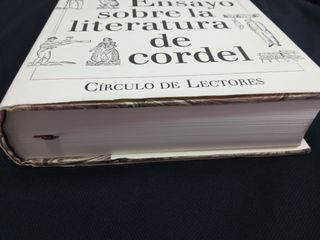 Ensayo
sobre la
literatura
de
cordel
CÍRCULO DE LECTORES